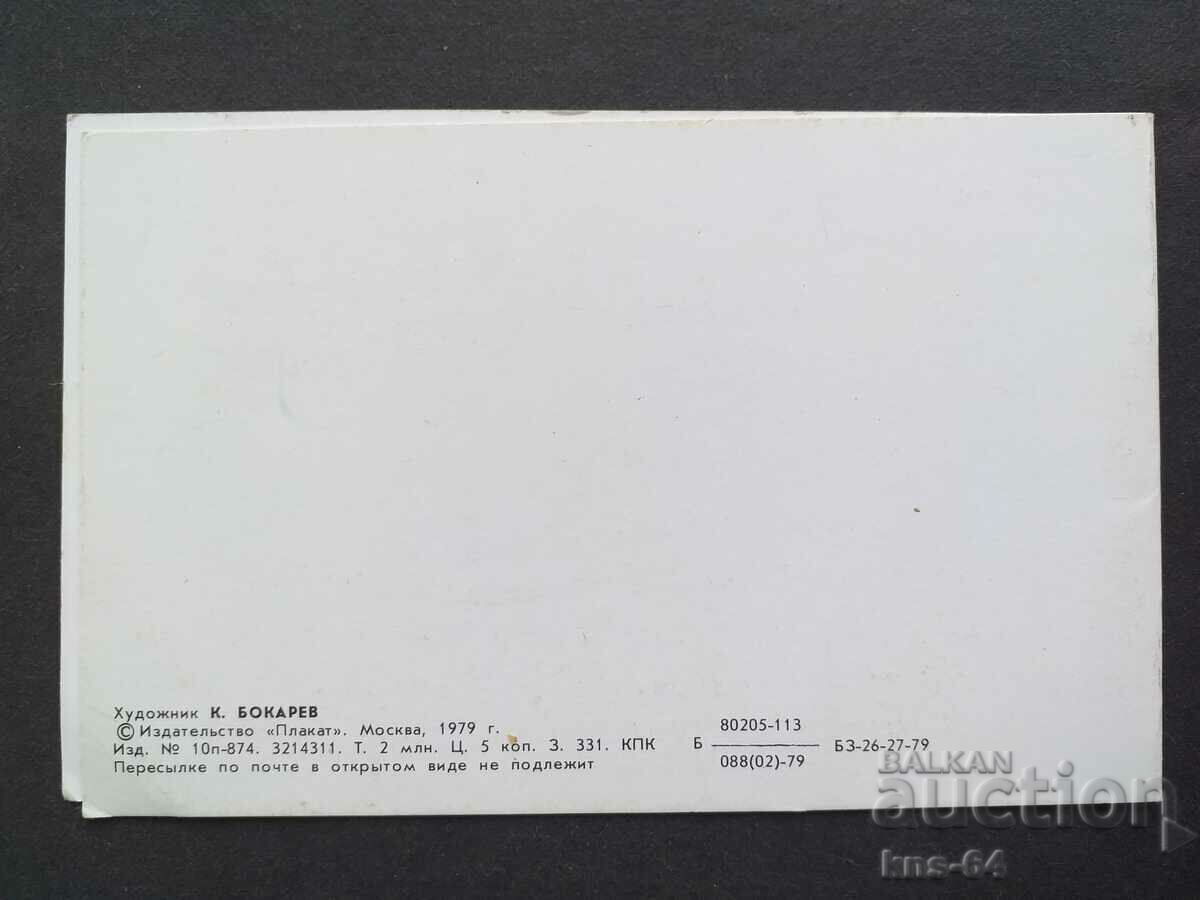 Художник К. БОКАРЕВ
© Издательство «Плакат». Москва, 1979 г.
Изд. № 10п-874. 3214311. Т. 2 млн. Ц. 5 коп. З. 331. КПК
Пересылке по почте в открытом виде не подлежит
Б 80205-113
088(02)-79
БЗ-26-27-79
BALKAN
auction
kns-64